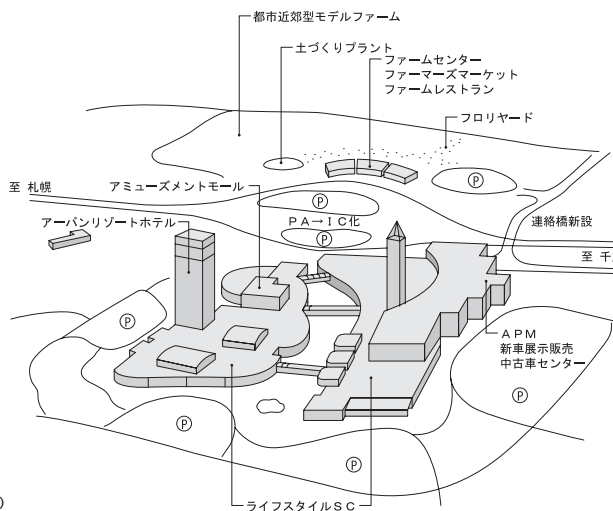 都市近郊型モデルファーム
土づくりプラント
ファームセンター
ファーマーズマーケット
ファームレストラン
フロリヤード
至 札幌
アミューズメントモール
Ⓟ
Ⓟ
アーバンリゾートホテル
PA→IC化
Ⓟ
連絡橋新設
至 千
Ⓟ
APM
新車展示販売
中古車センター
Ⓟ
Ⓟ
Ⓟ
ライフスタイルSC